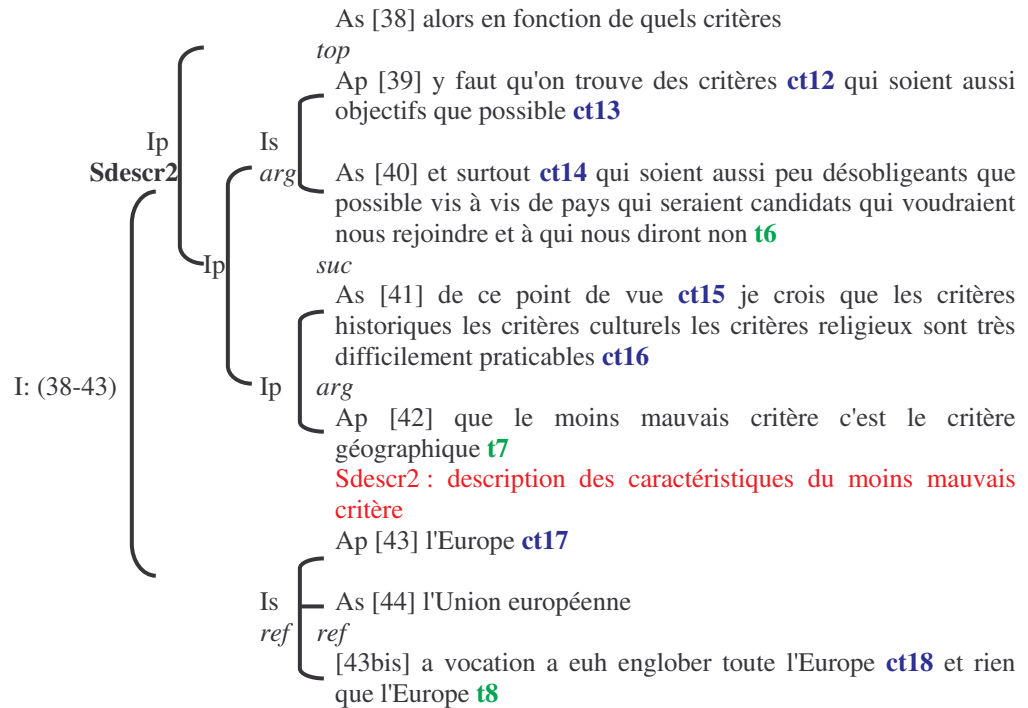 As [38] alors en fonction de quels critères
top
Ap [39] y faut qu'on trouve des critères ct12 qui soient aussi
objectifs que possible ct13
Ip
Is
Sdescr2
arg
As [40] et surtout ct14 qui soient aussi peu désobligeants que
possible vis à vis de pays qui seraient candidats qui voudraient
nous rejoindre et à qui nous diront non t6
Ip
suc
As [41] de ce point de vue ct15 je crois que les critères
historiques les critères culturels les critères religieux sont très
difficilement praticables ct16
I: (38-43)
Ip
arg
Ap [42] que le moins mauvais critère c'est le critère
géographique t7
Sdescr2 : description des caractéristiques du moins mauvais
critère
Ap [43] l'Europe ct17
Is
As [44] l'Union européenne
ref
ref
[43bis] a vocation a euh englober toute l'Europe ct18 et rien
que l'Europe t8